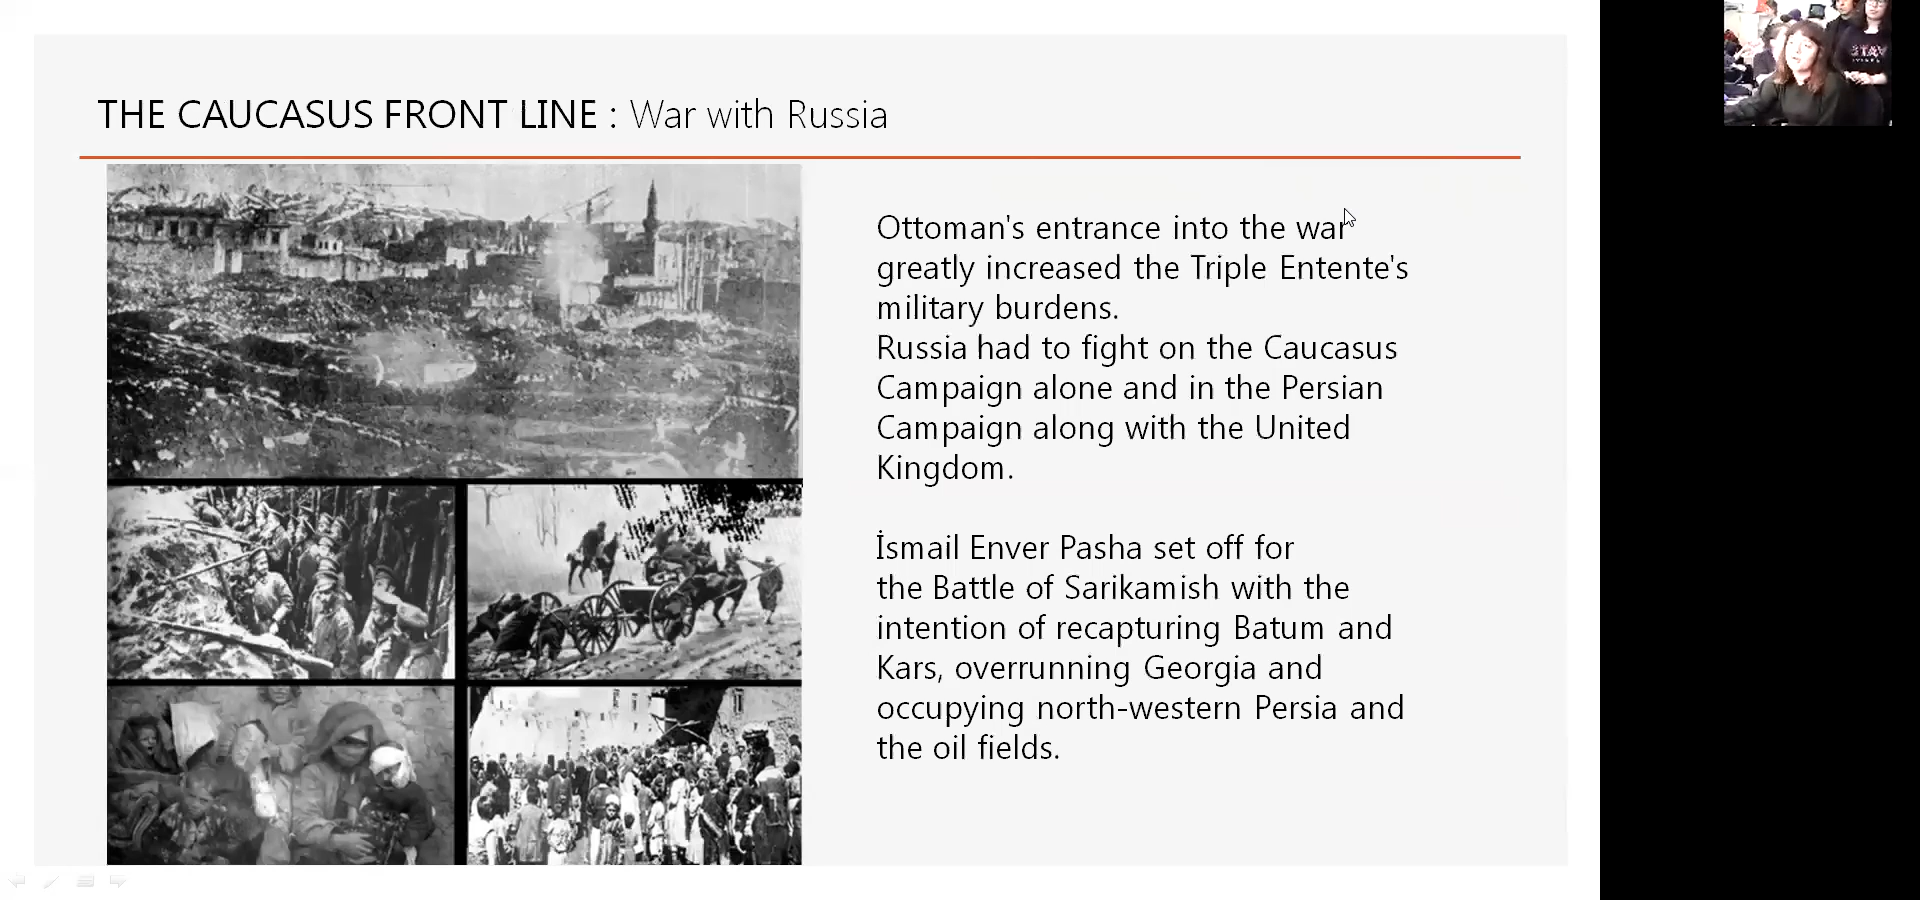 THE CAUCASUS FRONT LINE : War with Russia
Ottoman's entrance into the war
greatly increased the Triple Entente's
military burdens.
Russia had to fight on the Caucasus
Campaign alone and in the Persian
Campaign along with the United
Kingdom.
İsmail Enver Pasha set off for
the Battle of Sarikamish with the
intention of recapturing Batum and
Kars, overrunning Georgia and
occupying north-western Persia and
the oil fields.